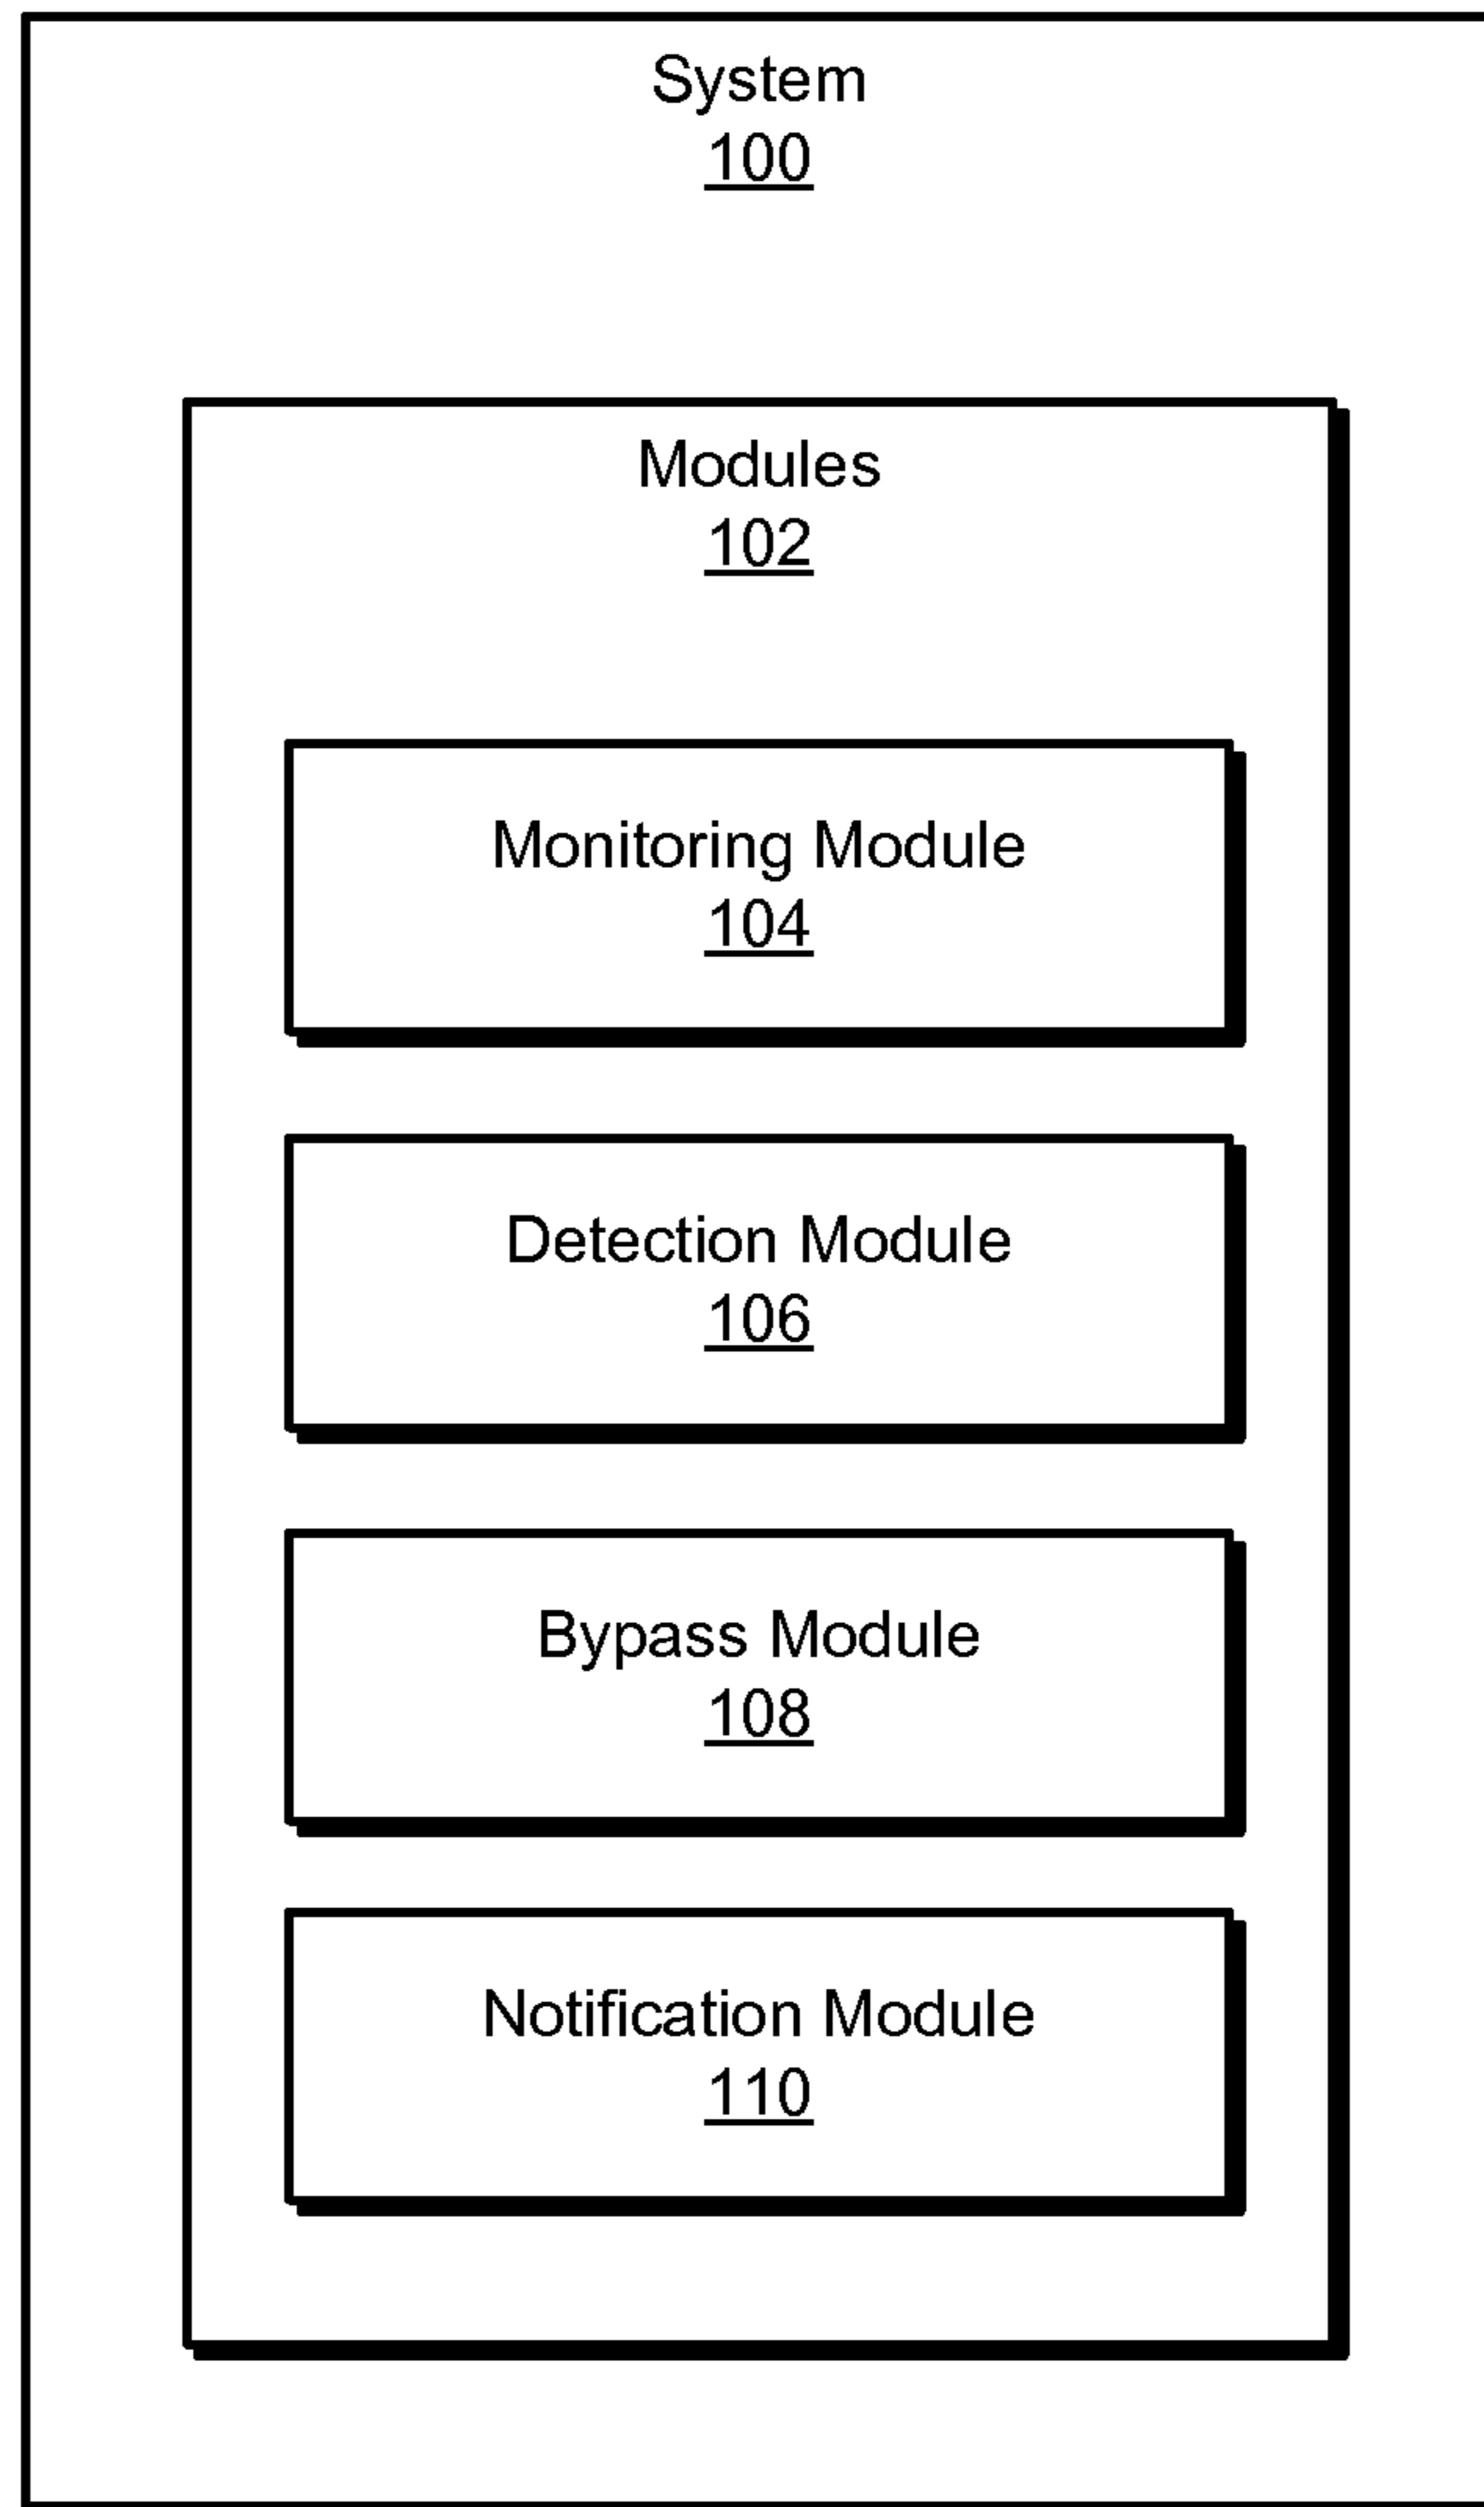 System
100
Modules
102
Monitoring Module
104
Detection Module
106
Bypass Module
108
Notification Module
110